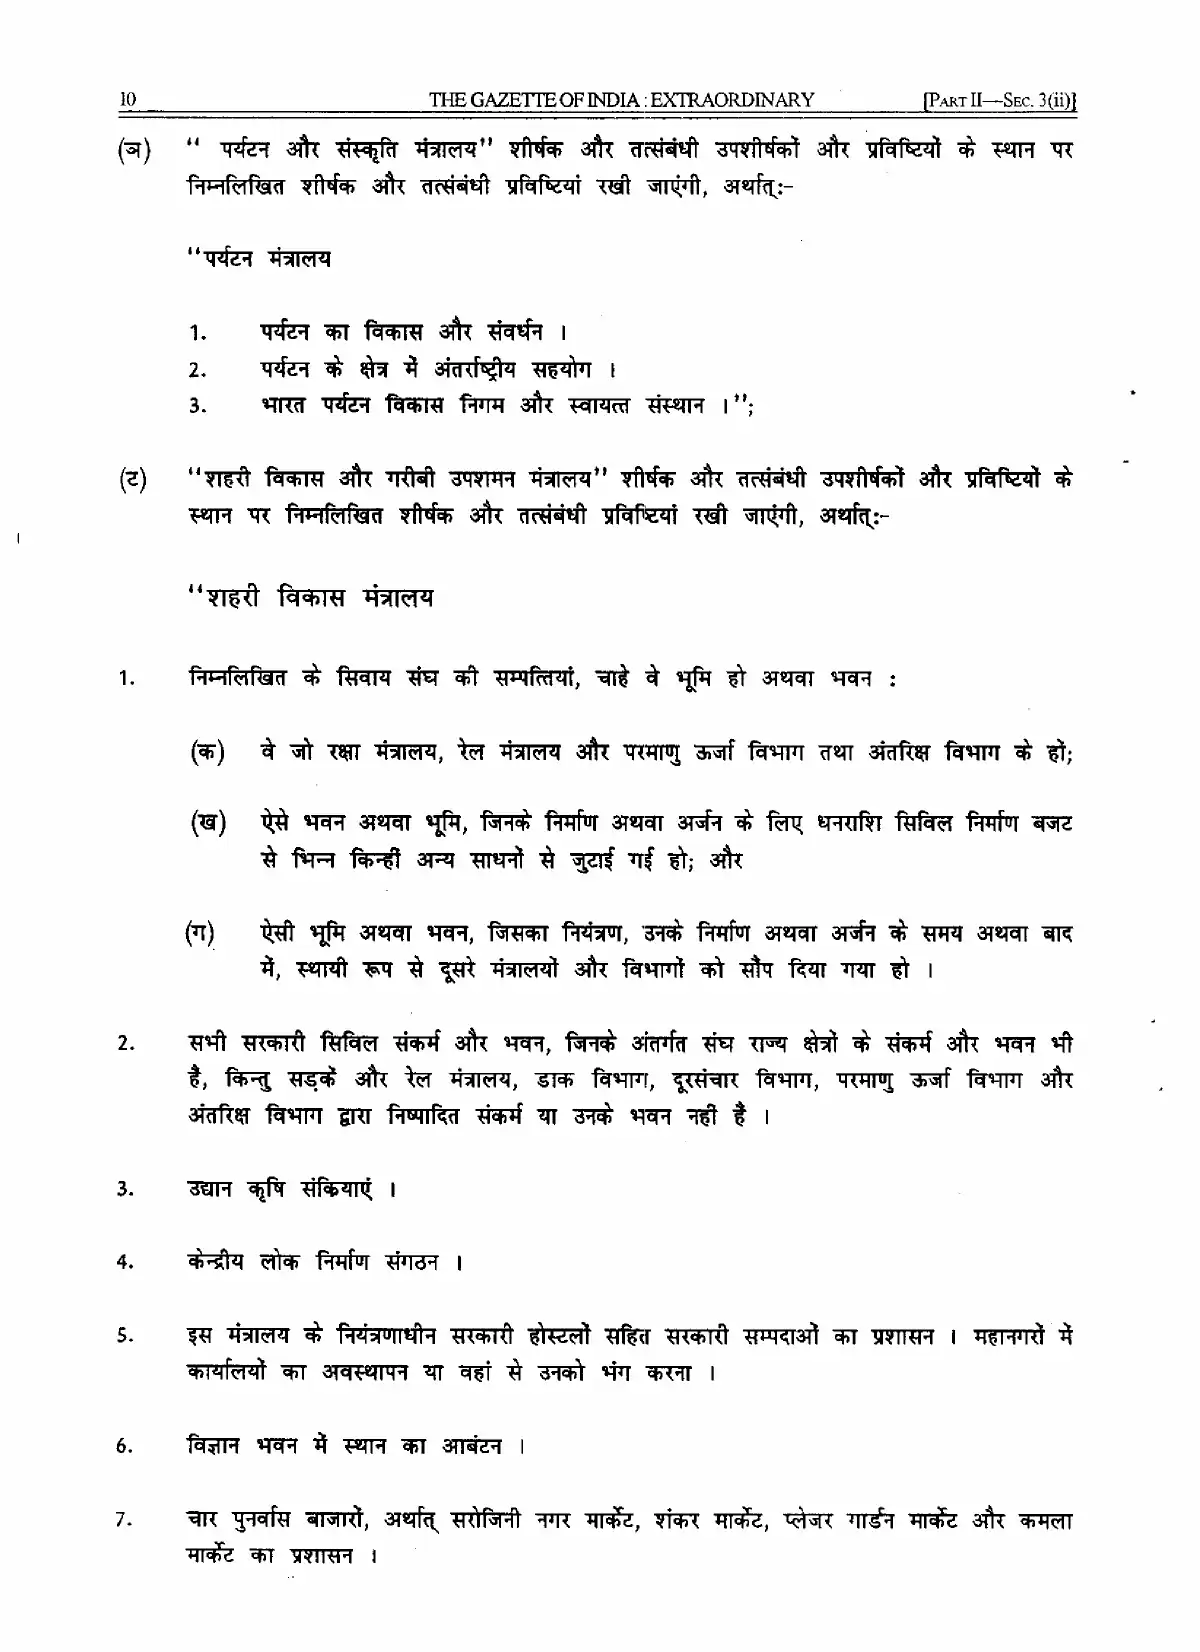 10 THE GAZETTE OF INDIA : EXTRAORDINARY [PART II—SEC. 3(ii)]
(ञ) “ पर्यटन और संस्कृति मंत्रालय” शीर्षक और तत्संबंधी उपशीर्षकों और प्रविष्टियों के स्थान पर
निम्नलिखित शीर्षक और तत्संबंधी प्रविष्टियां रखी जाएंगी, अर्थात्:-
“पर्यटन मंत्रालय
1. पर्यटन का विकास और संवर्धन ।
2. पर्यटन के क्षेत्र में अंतर्राष्ट्रीय सहयोग ।
3. भारत पर्यटन विकास निगम और स्वायत्त संस्थान ।”;
(ट) “शहरी विकास और गरीबी उपशमन मंत्रालय” शीर्षक और तत्संबंधी उपशीर्षकों और प्रविष्टियों के
स्थान पर निम्नलिखित शीर्षक और तत्संबंधी प्रविष्टियां रखी जाएंगी, अर्थात्:-
“शहरी विकास मंत्रालय
1. निम्नलिखित के सिवाय संघ की सम्पत्तियां, चाहे वे भूमि हो अथवा भवन :
(क) वे जो रक्षा मंत्रालय, रेल मंत्रालय और परमाणु ऊर्जा विभाग तथा अंतरिक्ष विभाग के हों;
(ख) ऐसे भवन अथवा भूमि, जिनके निर्माण अथवा अर्जन के लिए धनराशि सिविल निर्माण बजट
से भिन्न किन्हीं अन्य साधनों से जुटाई गई हो; और
(ग) ऐसी भूमि अथवा भवन, जिसका नियंत्रण, उनके निर्माण अथवा अर्जन के समय अथवा बाद
में, स्थायी रूप से दूसरे मंत्रालयों और विभागों को सौंप दिया गया हो ।
2. सभी सरकारी सिविल संकर्म और भवन, जिनके अंतर्गत संघ राज्य क्षेत्रों के संकर्म और भवन भी
हैं, किन्तु सड़कें और रेल मंत्रालय, डाक विभाग, दूरसंचार विभाग, परमाणु ऊर्जा विभाग और
अंतरिक्ष विभाग द्वारा निष्पादित संकर्म या उनके भवन नहीं हैं ।
3. उद्यान कृषि संक्रियाएं ।
4. केन्द्रीय लोक निर्माण संगठन ।
5. इस मंत्रालय के नियंत्रणाधीन सरकारी होस्टलों सहित सरकारी सम्पदाओं का प्रशासन । महानगरों में
कार्यालयों का अवस्थापन या वहां से उनको भंग करना ।
6. विज्ञान भवन में स्थान का आबंटन ।
7. चार पुनर्वास बाजारों, अर्थात् सरोजिनी नगर मार्केट, शंकर मार्केट, प्लेजर गार्डन मार्केट और कमला
मार्केट का प्रशासन ।